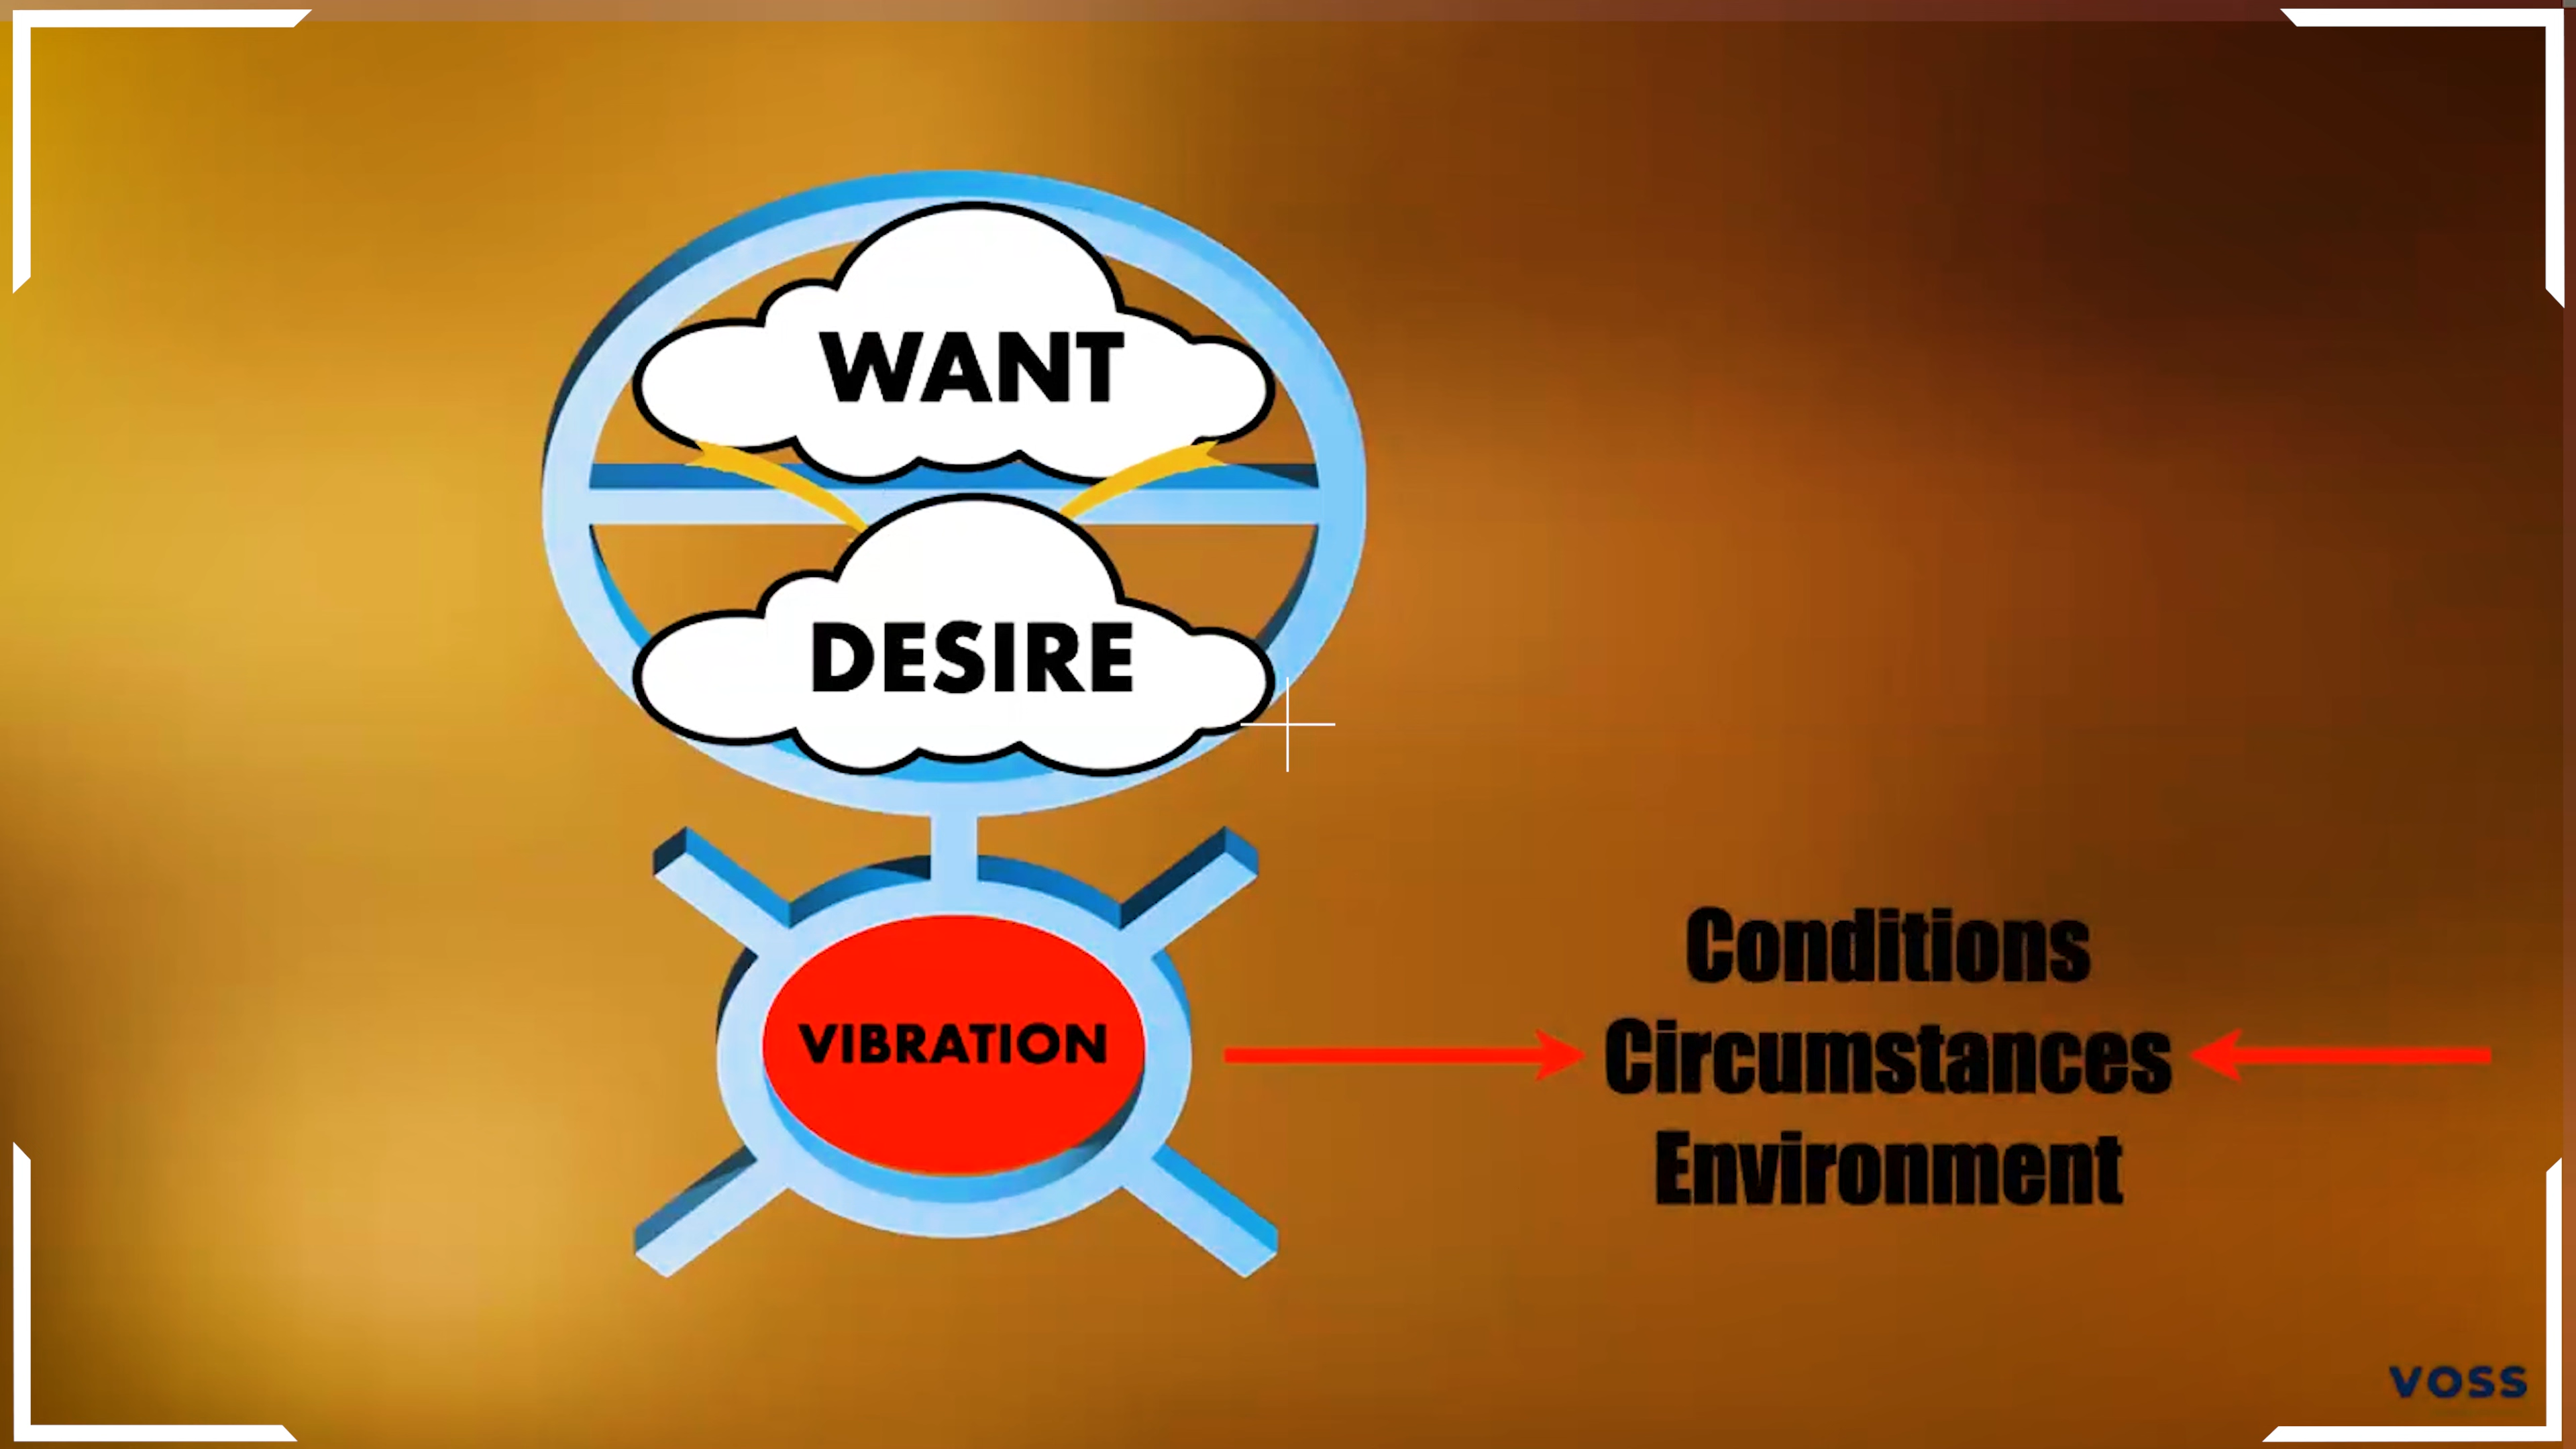 WANT
DESIRE
VIBRATION
Conditions
Circumstances
Environment
VOSS